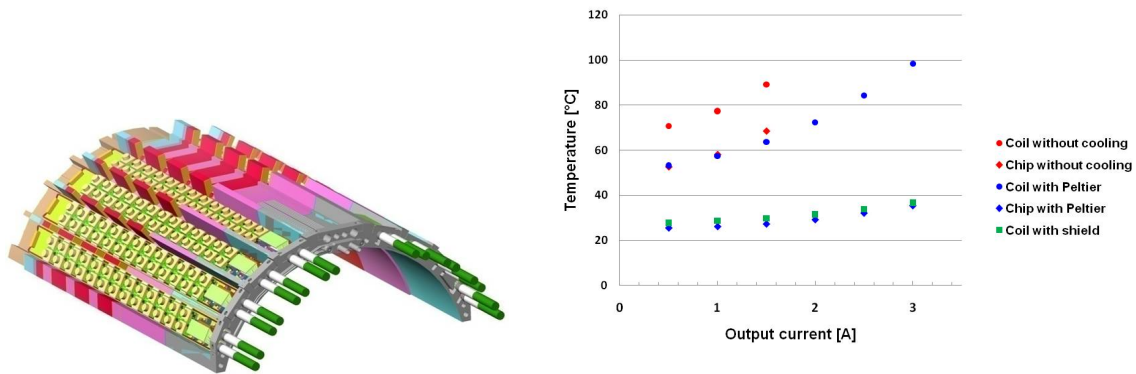 120
100
80
60
40
20
0
Temperature [°C]
0 1 2 3
Output current [A]
Coil without cooling
Chip without cooling
Coil with Peltier
Chip with Peltier
Coil with shield